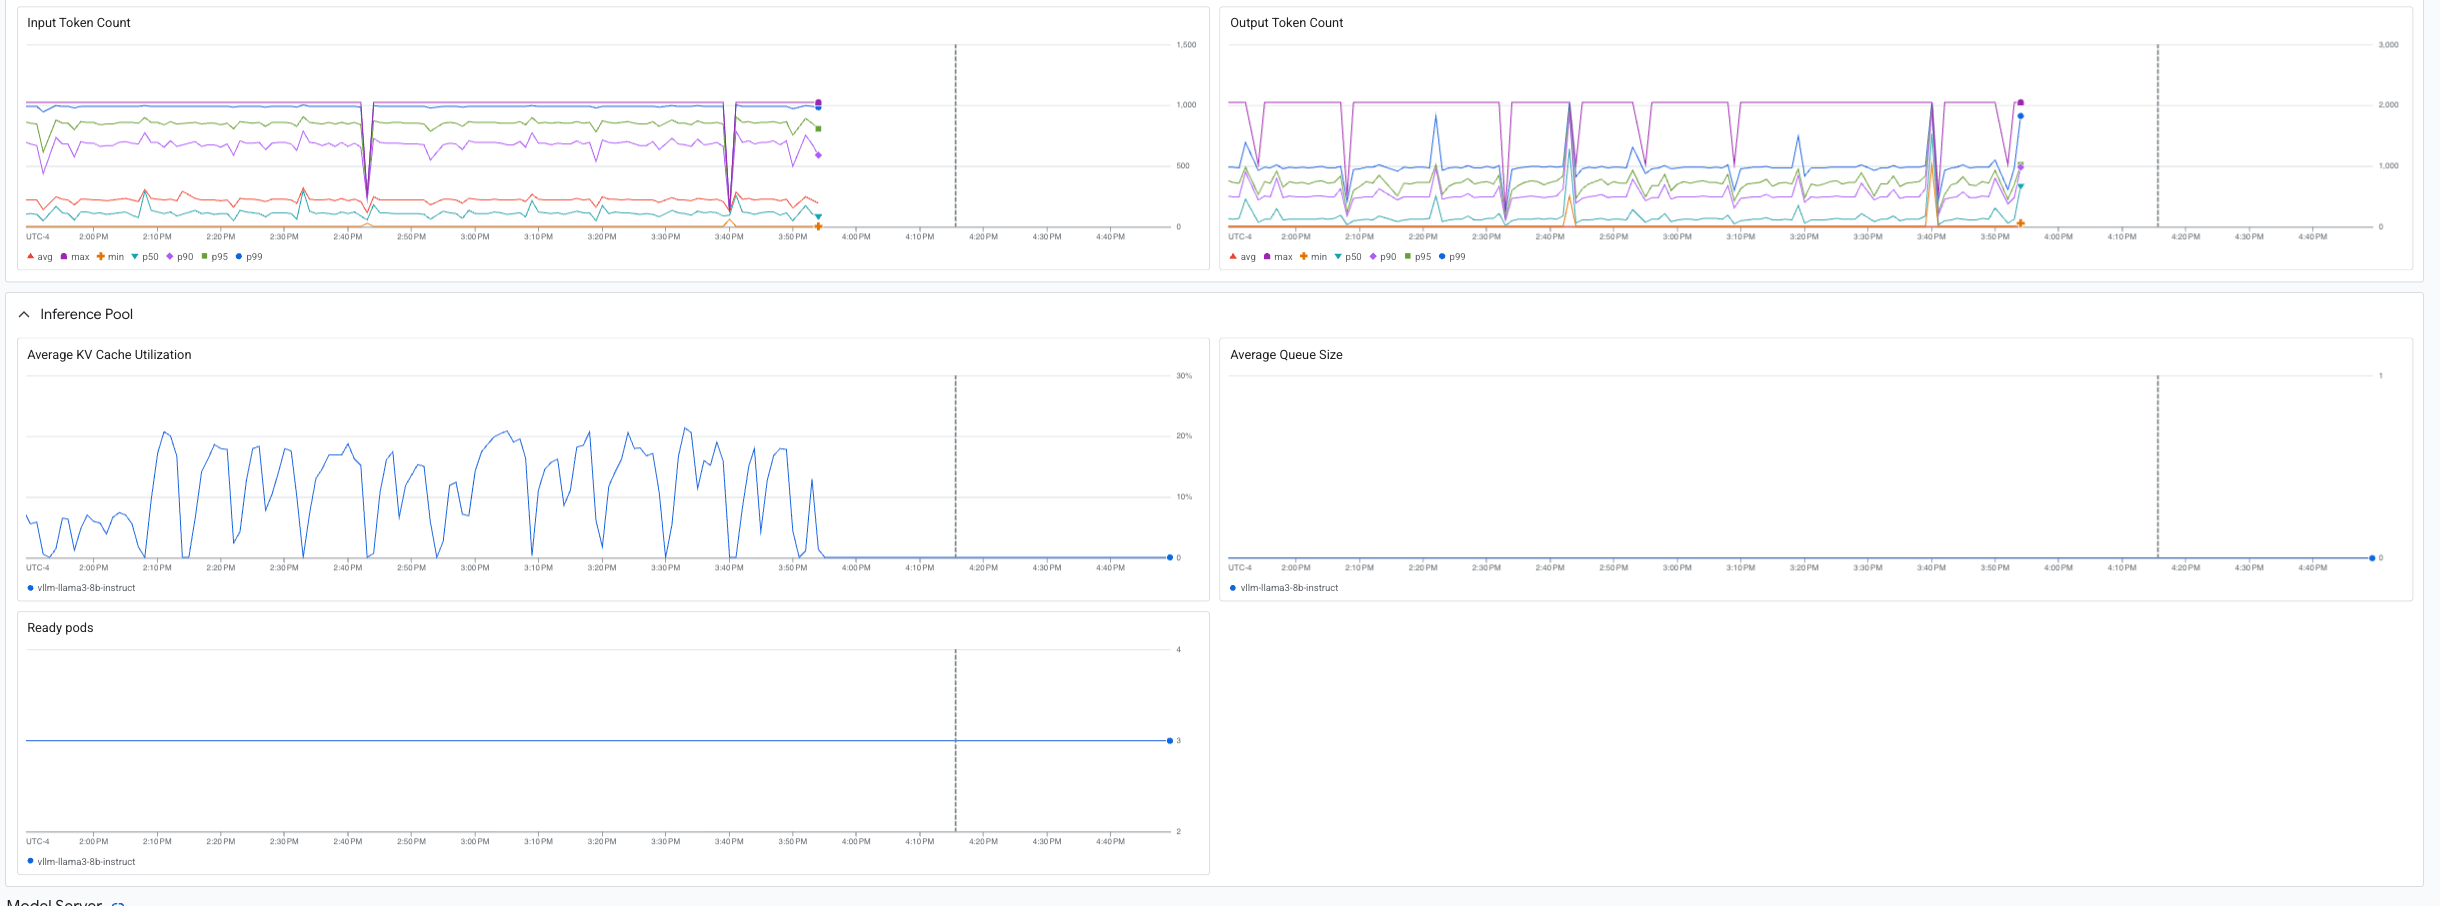 Input Token Count
1,500
1,000
500
0
UTC-4 2:00 PM 2:10 PM 2:20 PM 2:30 PM 2:40 PM 2:50 PM 3:00 PM 3:10 PM 3:20 PM 3:30 PM 3:40 PM 3:50 PM 4:00 PM 4:10 PM 4:20 PM 4:30 PM 4:40 PM
avg max min p50 p90 p95 p99
Output Token Count
3,000
2,000
1,000
0
UTC-4 2:00 PM 2:10 PM 2:20 PM 2:30 PM 2:40 PM 2:50 PM 3:00 PM 3:10 PM 3:20 PM 3:30 PM 3:40 PM 3:50 PM 4:00 PM 4:10 PM 4:20 PM 4:30 PM 4:40 PM
avg max min p50 p90 p95 p99
Inference Pool
Average KV Cache Utilization
30%
20%
10%
0
UTC-4 2:00 PM 2:10 PM 2:20 PM 2:30 PM 2:40 PM 2:50 PM 3:00 PM 3:10 PM 3:20 PM 3:30 PM 3:40 PM 3:50 PM 4:00 PM 4:10 PM 4:20 PM 4:30 PM 4:40 PM
vllm-llama3-8b-instruct
Average Queue Size
1
0
UTC-4 2:00 PM 2:10 PM 2:20 PM 2:30 PM 2:40 PM 2:50 PM 3:00 PM 3:10 PM 3:20 PM 3:30 PM 3:40 PM 3:50 PM 4:00 PM 4:10 PM 4:20 PM 4:30 PM 4:40 PM
vllm-llama3-8b-instruct
Ready pods
4
3
2
UTC-4 2:00 PM 2:10 PM 2:20 PM 2:30 PM 2:40 PM 2:50 PM 3:00 PM 3:10 PM 3:20 PM 3:30 PM 3:40 PM 3:50 PM 4:00 PM 4:10 PM 4:20 PM 4:30 PM 4:40 PM
vllm-llama3-8b-instruct
Model Server